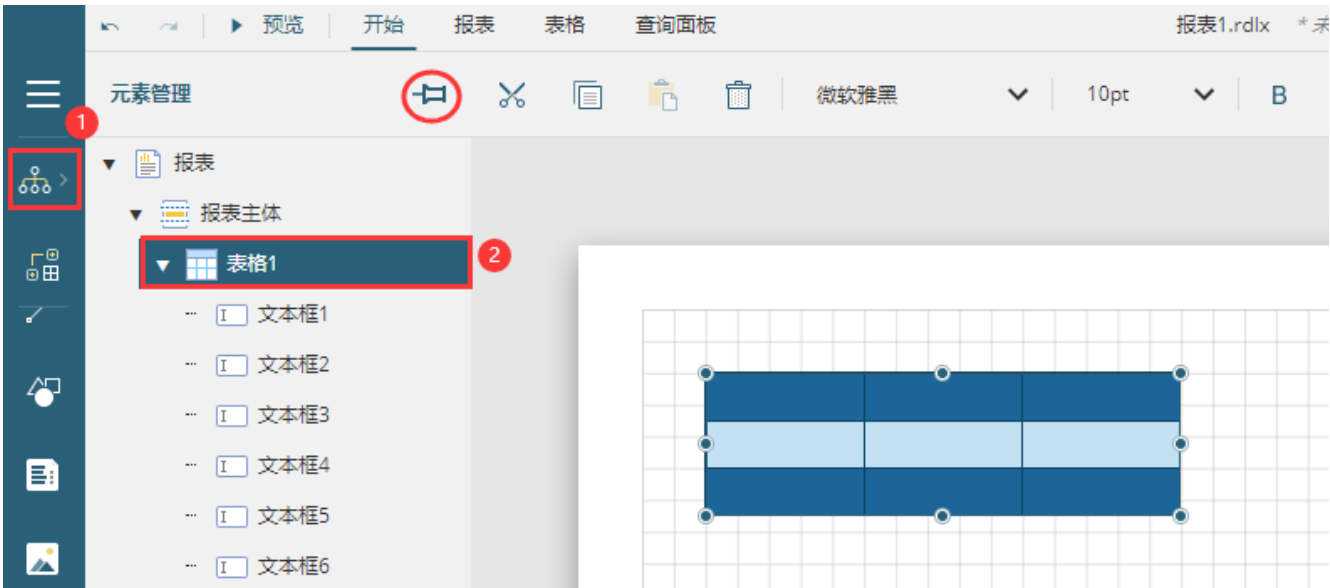 预览 开始 报表 表格 查询面板 报表1.rdlx *未
元素管理 微软雅黑 10pt B
1
报表
报表主体
表格1 2
文本框1
文本框2
文本框3
文本框4
文本框5
文本框6